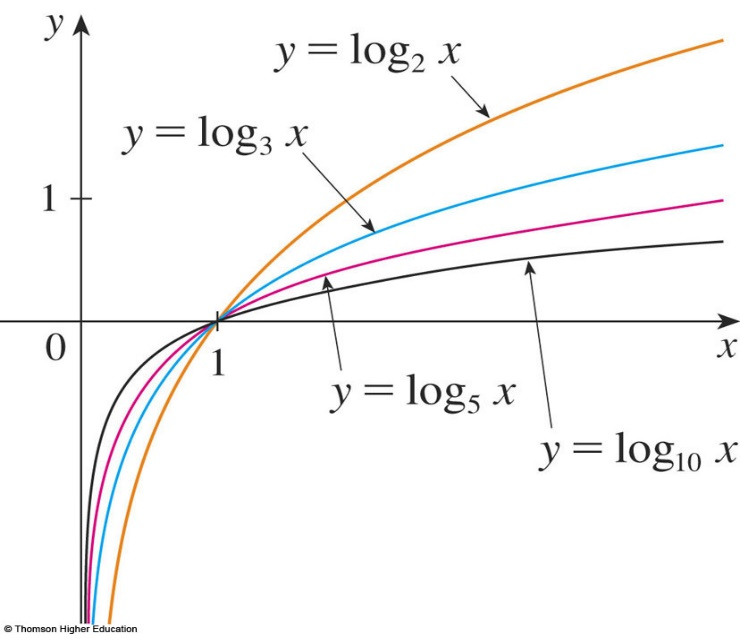 y
y = log₂ x
y = log₃ x
1
0
1
x
y = log₅ x
y = log₁₀ x
© Thomson Higher Education